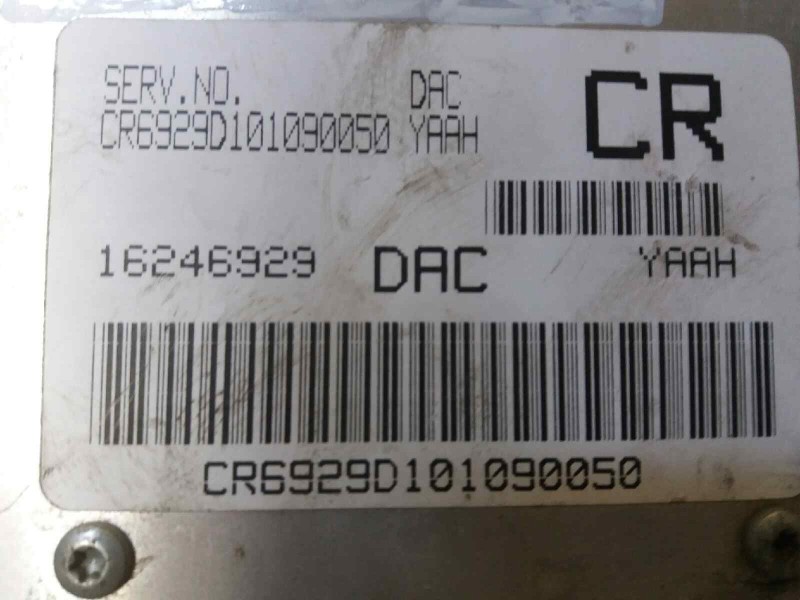 SERV.NO. DAC CR
CR6929D101090050 YAAH
16246929 DAC YAAH
CR6929D101090050